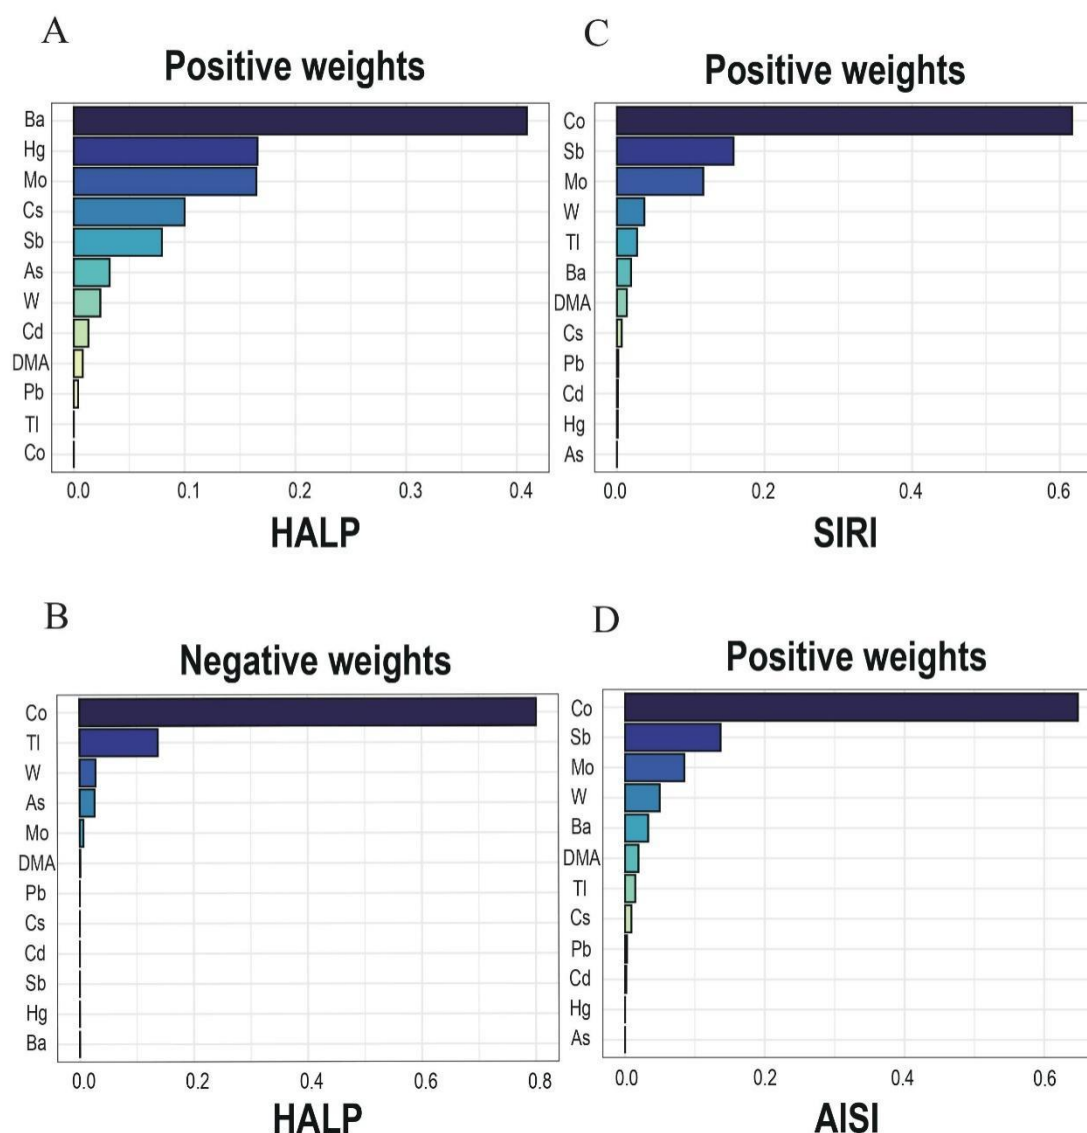 A
Positive weights
Ba
Hg
Mo
Cs
Sb
As
W
Cd
DMA
Pb
Tl
Co
0.0 0.1 0.2 0.3 0.4
HALP
C
Positive weights
Co
Sb
Mo
W
Tl
Ba
DMA
Cs
Pb
Cd
Hg
As
0.0 0.2 0.4 0.6
SIRI
B
Negative weights
Co
Tl
W
As
Mo
DMA
Pb
Cs
Cd
Sb
Hg
Ba
0.0 0.2 0.4 0.6 0.8
HALP
D
Positive weights
Co
Sb
Mo
W
Ba
DMA
Tl
Cs
Pb
Cd
Hg
As
0.0 0.2 0.4 0.6
AISI